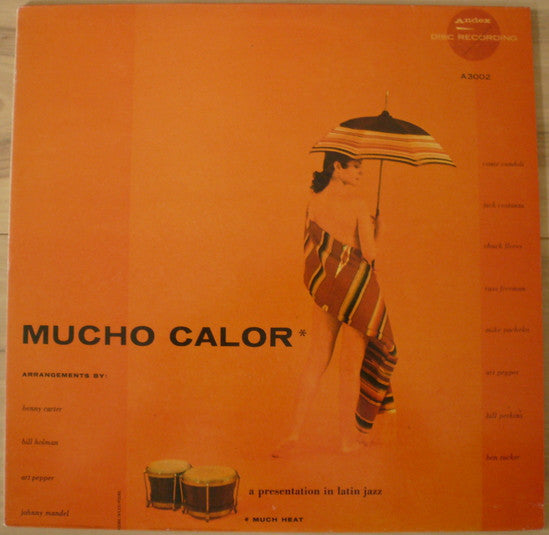 Andex
DISC RECORDING
A3002
conte candoli
jack costanzo
chuck flores
russ freeman
mike pacheko
art pepper
bill perkins
ben tucker
MUCHO CALOR*
ARRANGEMENTS BY:
benny carter
bill holman
art pepper
johnny mandel
a presentation in latin jazz
* MUCH HEAT